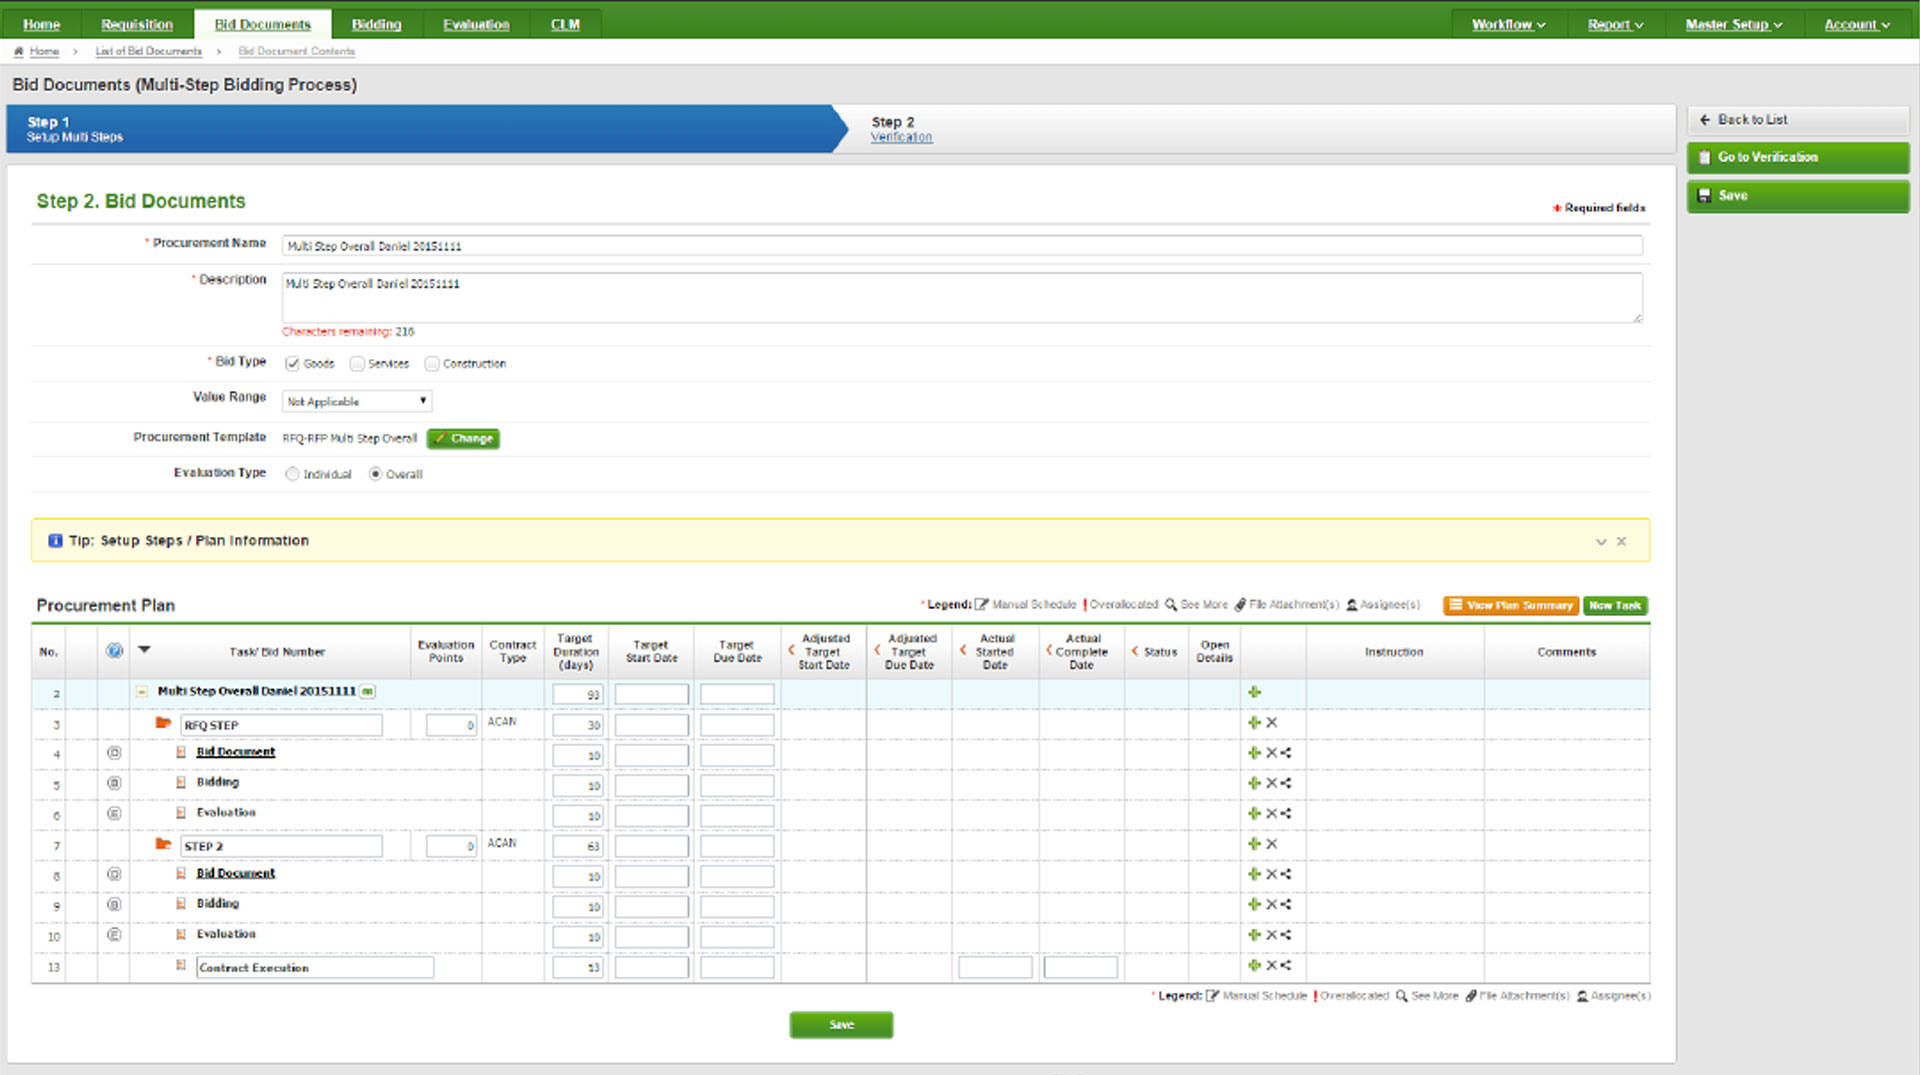 Home Requisition Bid Documents Bidding Evaluation CLM Workflow Report Master Setup Account
Home > List of Bid Documents > Bid Document Contents
Bid Documents (Multi-Step Bidding Process)
Step 1
Setup Multi Steps
Step 2
Verification
Back to List
Go to Verification
Save
Step 2. Bid Documents
* Required fields
* Procurement Name Multi Step Overall Daniel 20151111
* Description Multi Step Overall Daniel 20151111
Characters remaining: 216
* Bid Type Goods Services Construction
Value Range Not Applicable
Procurement Template RFQ-RFP Multi Step Overall Change
Evaluation Type Individual Overall
Tip: Setup Steps / Plan Information
Procurement Plan
* Legend: Manual Schedule Overallocated See More File Attachment(s) Assignee(s)
View Plan Summary New Task
No. Task/ Bid Number Evaluation Points Contract Type Target Duration (days) Target Start Date Target Due Date Adjusted Target Start Date Adjusted Target Due Date Actual Started Date Actual Complete Date Status Open Details Instruction Comments
2 Multi Step Overall Daniel 20151111 93
3 RFQ STEP 0 ACAN 30
4 Bid Document 10
5 Bidding 10
6 Evaluation 10
7 STEP 2 0 ACAN 63
8 Bid Document 10
9 Bidding 10
10 Evaluation 10
13 Contract Execution 13
* Legend: Manual Schedule Overallocated See More File Attachment(s) Assignee(s)
Save